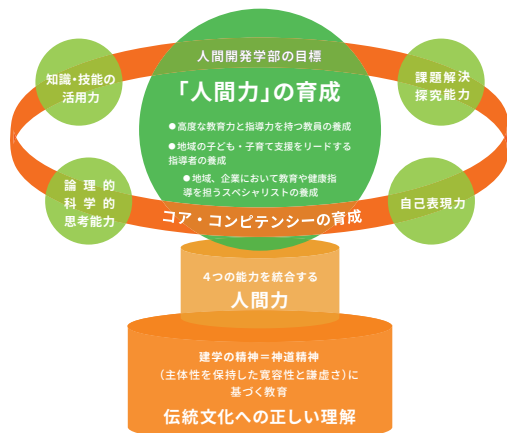 人間開発学部の目標
「人間力」の育成
●高度な教育力と指導力を持つ教員の養成
●地域の子ども・子育て支援をリードする
指導者の養成
●地域、企業において教育や健康指
導を担うスペシャリストの養成
知識・技能の
活用力
課題解決
探究能力
論理的
科学的
思考能力
自己表現力
コア・コンピテンシーの育成
4つの能力を統合する
人間力
建学の精神＝神道精神
（主体性を保持した寛容性と謙虚さ）に
基づく教育
伝統文化への正しい理解